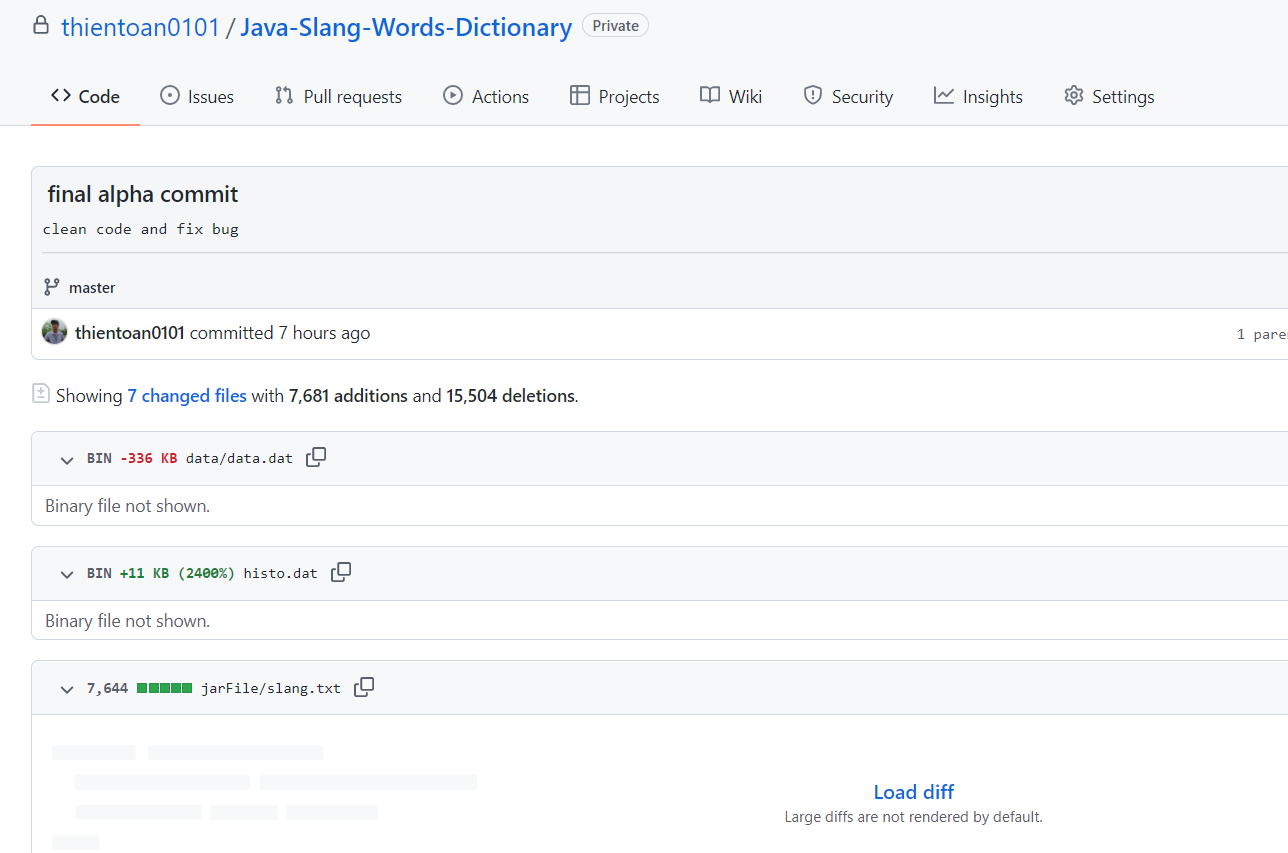 thientoan0101 / Java-Slang-Words-Dictionary Private
Code Issues Pull requests Actions Projects Wiki Security Insights Settings
final alpha commit
clean code and fix bug
master
thientoan0101 committed 7 hours ago
1 pare
Showing 7 changed files with 7,681 additions and 15,504 deletions.
BIN -336 KB data/data.dat
Binary file not shown.
BIN +11 KB (2400%) histo.dat
Binary file not shown.
7,644 jarFile/slang.txt
Load diff
Large diffs are not rendered by default.